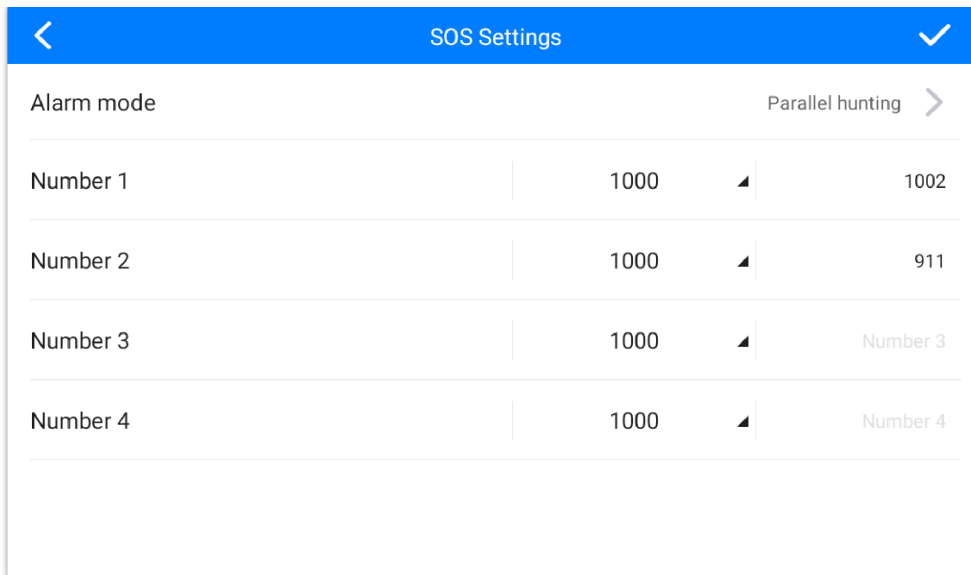 SOS Settings
Alarm mode Parallel hunting
Number 1 1000 1002
Number 2 1000 911
Number 3 1000 Number 3
Number 4 1000 Number 4